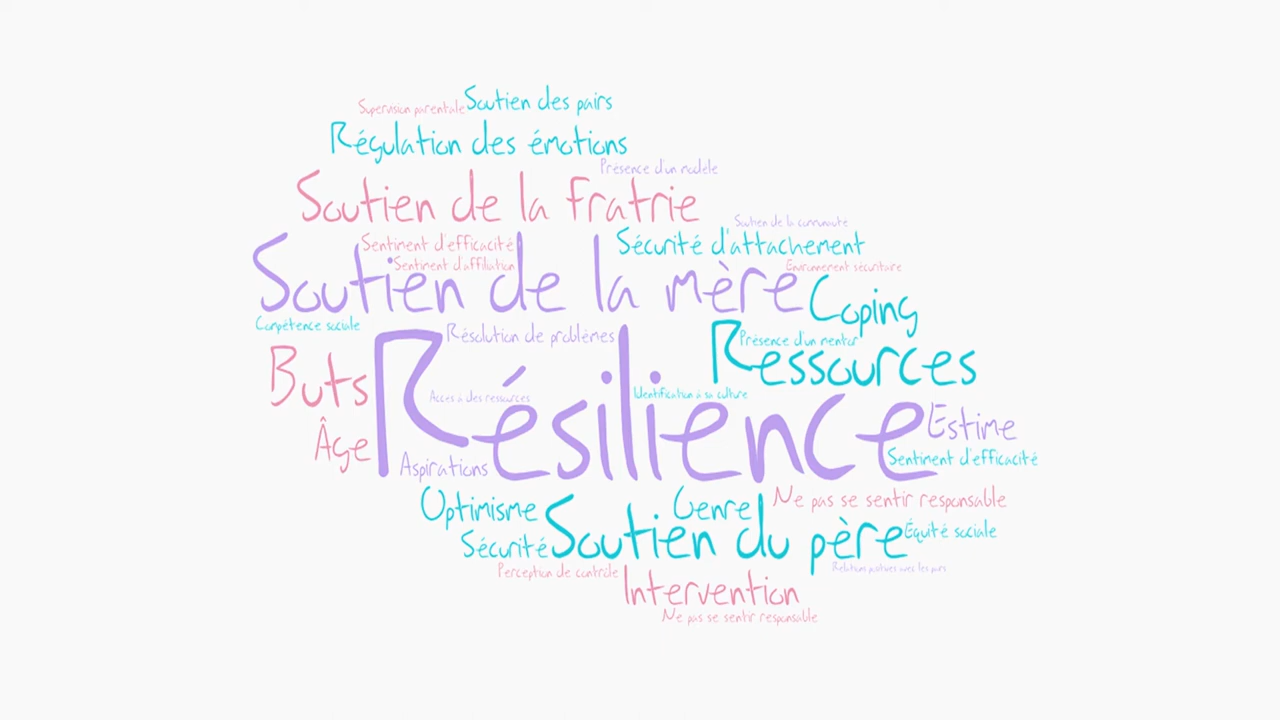 Supervision parentale
Soutien des pairs
Régulation des émotions
Présence d'un modèle
Soutien de la fratrie
Soutien de la communauté
Sentiment d'efficacité
Sécurité d'attachement
Sentiment d'affiliation
Environnement sécuritaire
Soutien de la mère
Coping
Compétence sociale
Résolution de problèmes
Présence d'un mentor
Ressources
Buts
Accès à des ressources
Identification à sa culture
Résilience
Estime
Âge
Aspirations
Sentiment d'efficacité
Optimisme
Genre
Ne pas se sentir responsable
Sécurité
Soutien du père
Équité sociale
Perception de contrôle
Relations positives avec les pairs
Intervention
Ne pas se sentir responsable